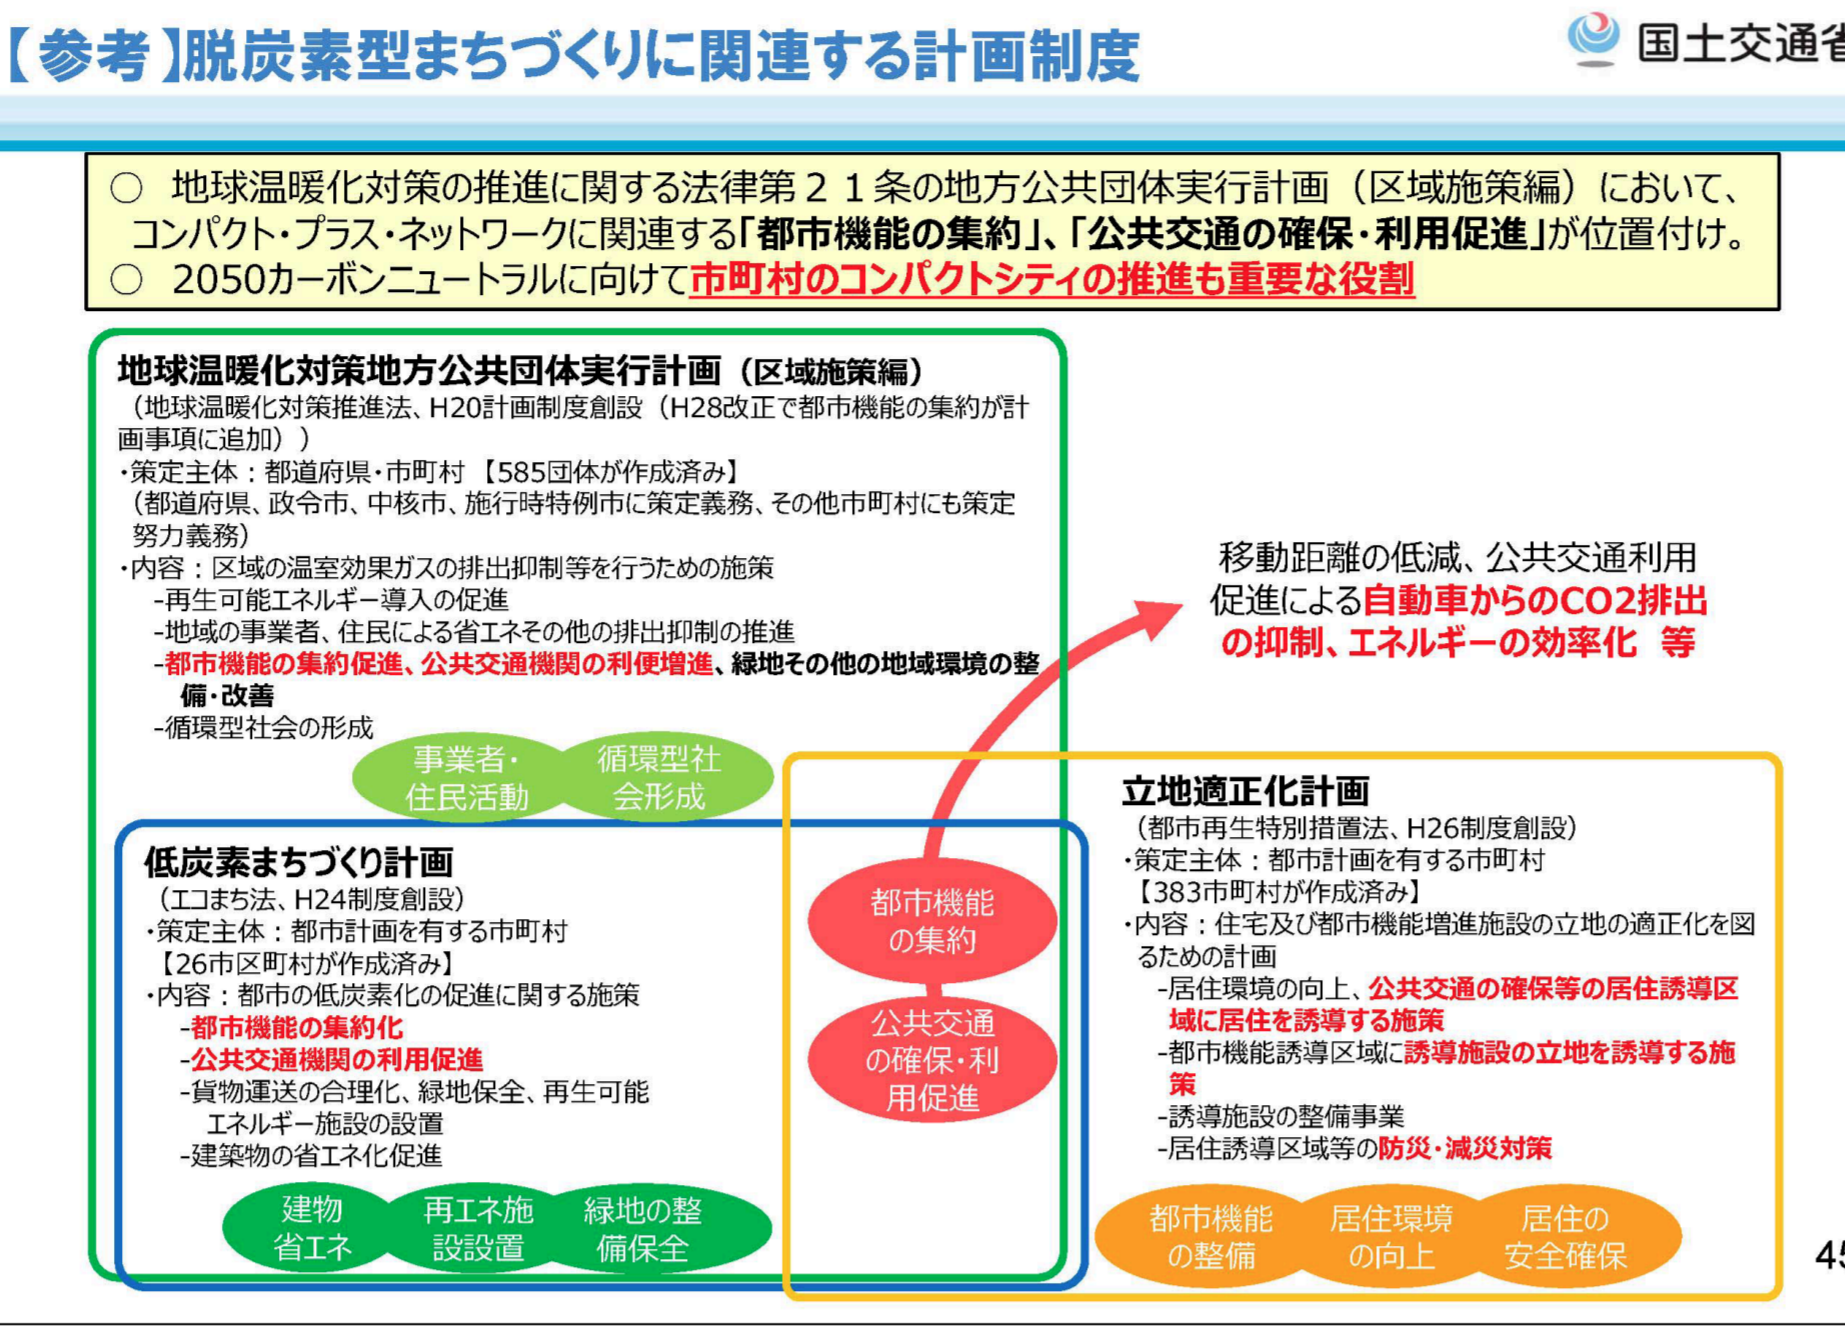 【参考】脱炭素型まちづくりに関連する計画制度
国土交通省
○　地球温暖化対策の推進に関する法律第２１条の地方公共団体実行計画（区域施策編）において、
コンパクト・プラス・ネットワークに関連する「都市機能の集約」、「公共交通の確保・利用促進」が位置付け。
○　2050カーボンニュートラルに向けて市町村のコンパクトシティの推進も重要な役割
地球温暖化対策地方公共団体実行計画（区域施策編）
（地球温暖化対策推進法、H20計画制度創設（H28改正で都市機能の集約が計
画事項に追加））
・策定主体：都道府県・市町村 【585団体が作成済み】
（都道府県、政令市、中核市、施行時特例市に策定義務、その他市町村にも策定
努力義務）
・内容：区域の温室効果ガスの排出抑制等を行うための施策
-再生可能エネルギー導入の促進
-地域の事業者、住民による省エネその他の排出抑制の推進
-都市機能の集約促進、公共交通機関の利便増進、緑地その他の地域環境の整
備・改善
-循環型社会の形成
事業者・
住民活動
循環型社
会形成
移動距離の低減、公共交通利用
促進による自動車からのCO2排出
の抑制、エネルギーの効率化　等
低炭素まちづくり計画
（エコまち法、H24制度創設）
・策定主体：都市計画を有する市町村
【26市区町村が作成済み】
・内容：都市の低炭素化の促進に関する施策
-都市機能の集約化
-公共交通機関の利用促進
-貨物運送の合理化、緑地保全、再生可能
エネルギー施設の設置
-建築物の省エネ化促進
建物
省エネ
再エネ施
設設置
緑地の整
備保全
都市機能
の集約
公共交通
の確保・利
用促進
立地適正化計画
（都市再生特別措置法、H26制度創設）
・策定主体：都市計画を有する市町村
【383市町村が作成済み】
・内容：住宅及び都市機能増進施設の立地の適正化を図
るための計画
-居住環境の向上、公共交通の確保等の居住誘導区
域に居住を誘導する施策
-都市機能誘導区域に誘導施設の立地を誘導する施
策
-誘導施設の整備事業
-居住誘導区域等の防災・減災対策
都市機能
の整備
居住環境
の向上
居住の
安全確保
45